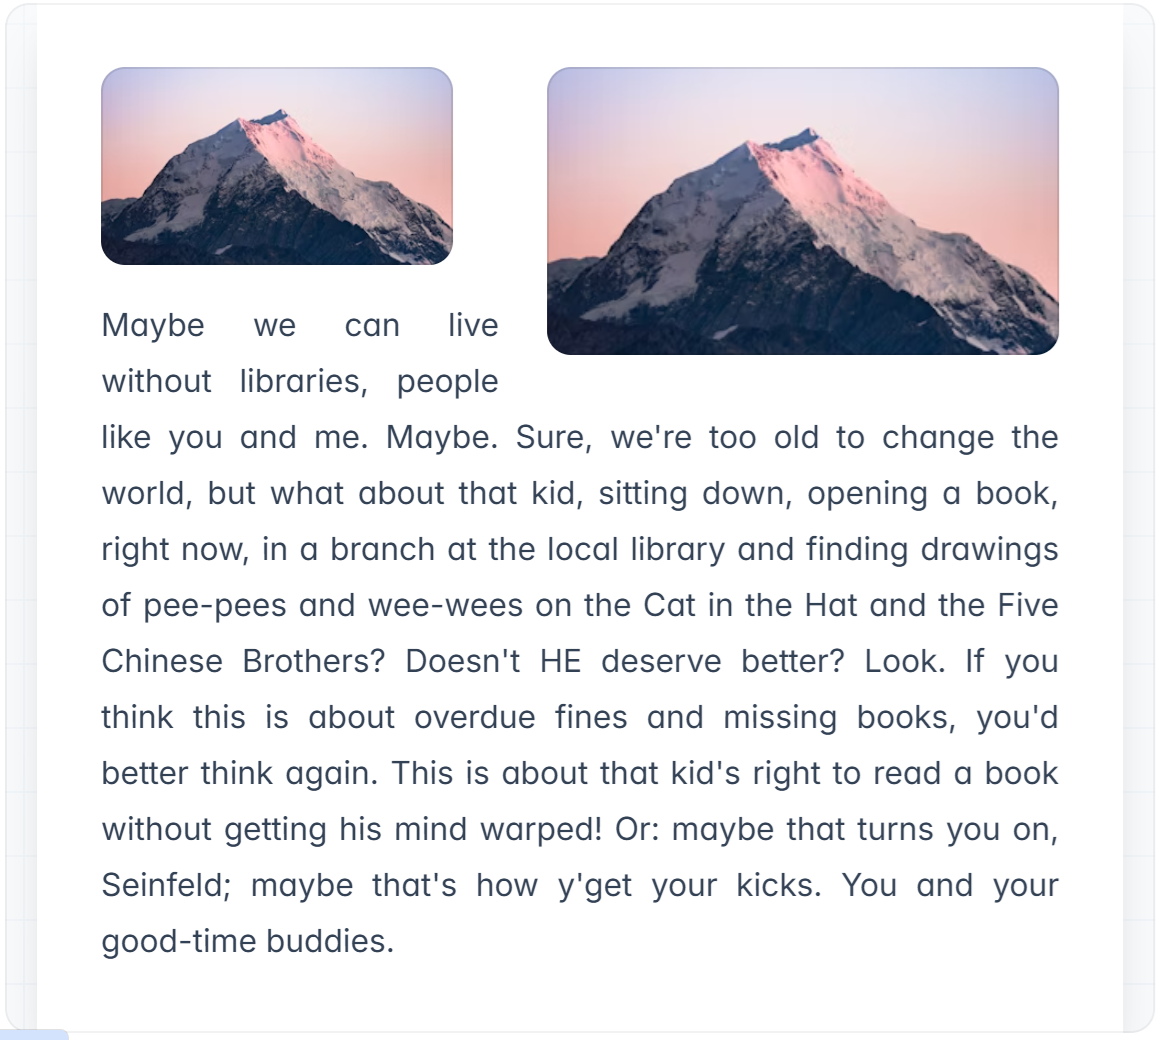 Maybe we can live
without libraries, people
like you and me. Maybe. Sure, we're too old to change the
world, but what about that kid, sitting down, opening a book,
right now, in a branch at the local library and finding drawings
of pee-pees and wee-wees on the Cat in the Hat and the Five
Chinese Brothers? Doesn't HE deserve better? Look. If you
think this is about overdue fines and missing books, you'd
better think again. This is about that kid's right to read a book
without getting his mind warped! Or: maybe that turns you on,
Seinfeld; maybe that's how y'get your kicks. You and your
good-time buddies.